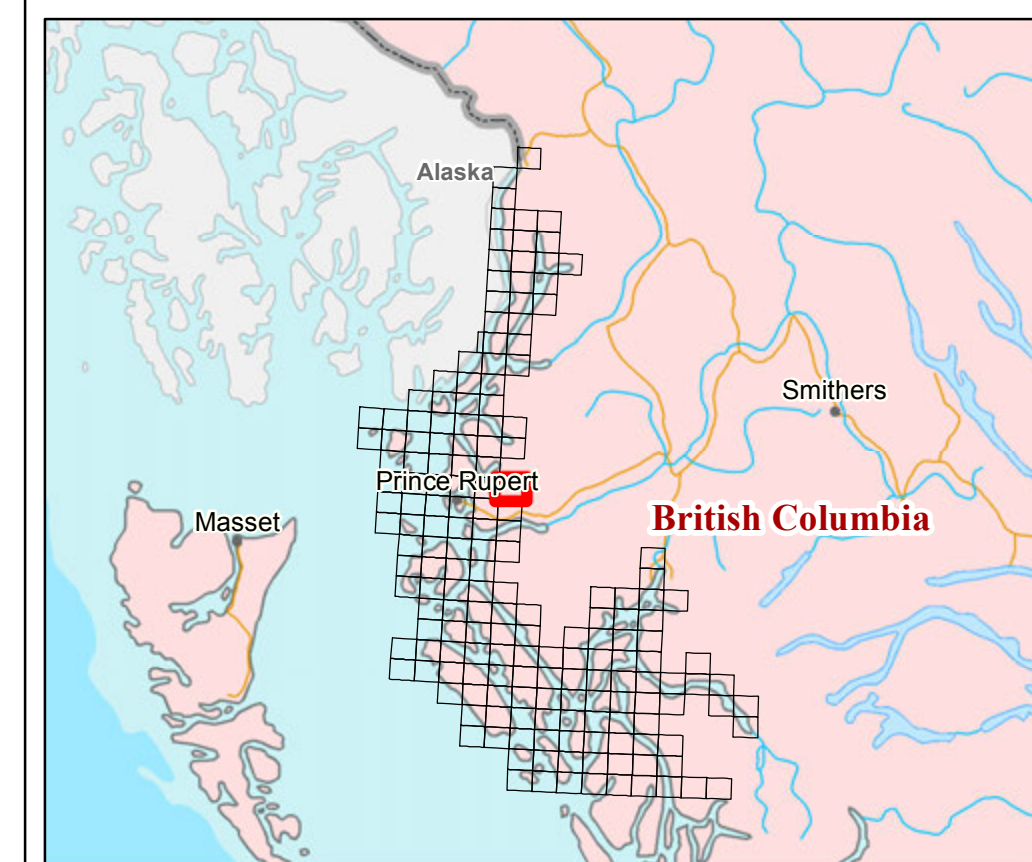 Alaska
Smithers
Prince Rupert
Masset
British Columbia